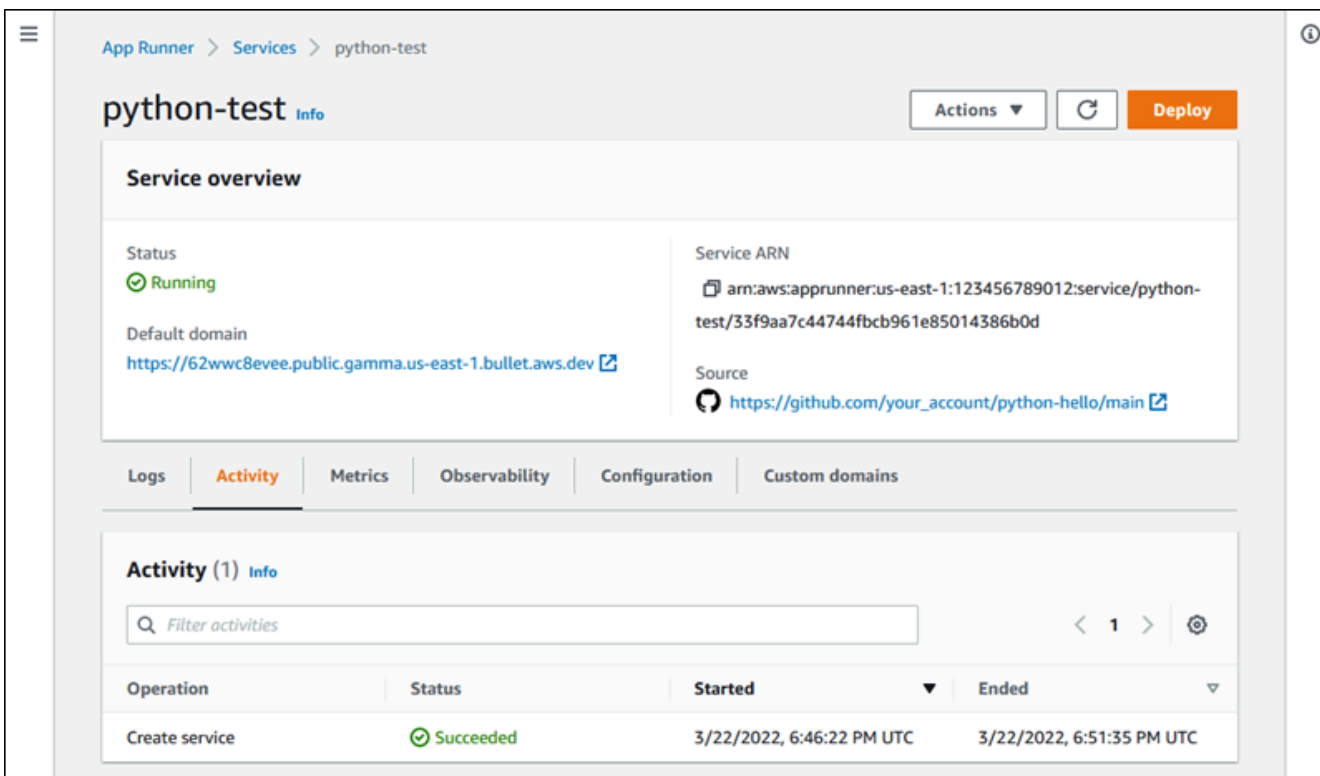 App Runner > Services > python-test
python-test Info
Actions ▼
Deploy
Service overview
Status
Running
Default domain
https://62wwc8evee.public.gamma.us-east-1.bullet.aws.dev
Service ARN
arn:aws:apprunner:us-east-1:123456789012:service/python-
test/33f9aa7c44744fbcb961e85014386b0d
Source
https://github.com/your_account/python-hello/main
Logs Activity Metrics Observability Configuration Custom domains
Activity (1) Info
Filter activities
< 1 >
Operation Status Started Ended
Create service Succeeded 3/22/2022, 6:46:22 PM UTC 3/22/2022, 6:51:35 PM UTC